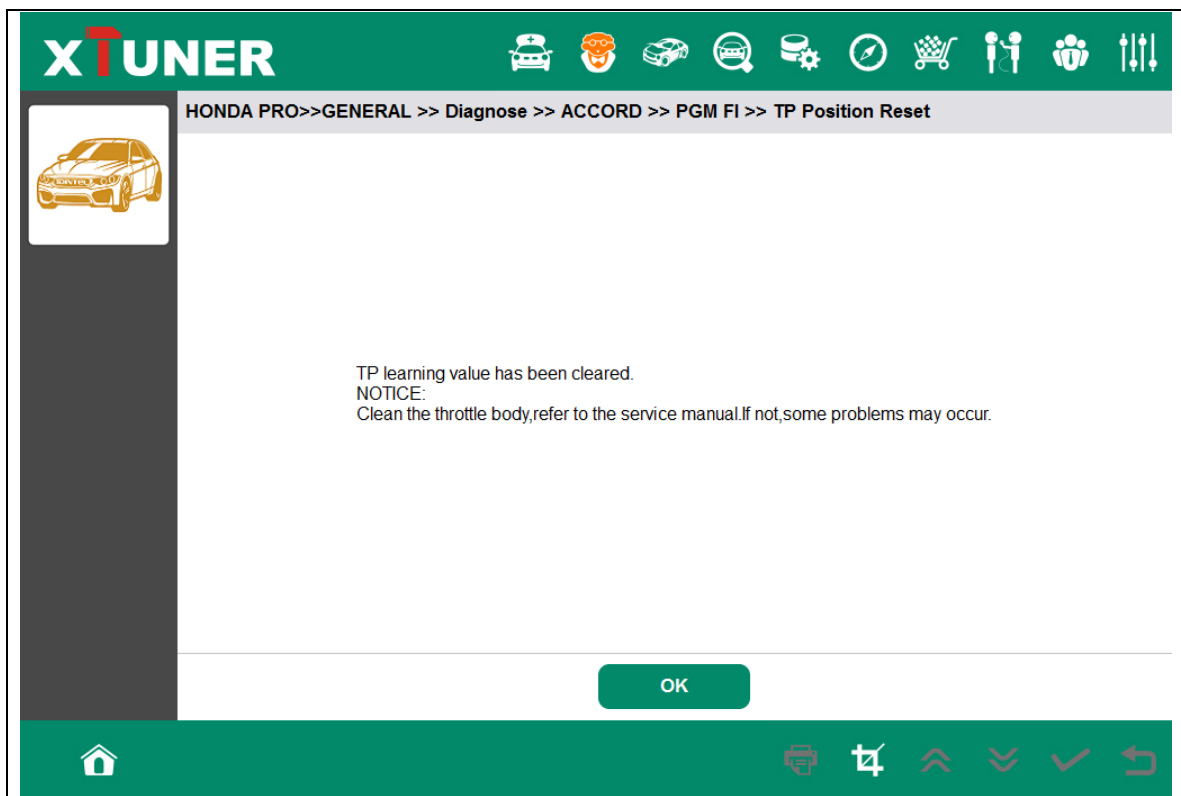 XTUNER
HONDA PRO>>GENERAL >> Diagnose >> ACCORD >> PGM FI >> TP Position Reset
TP learning value has been cleared.
NOTICE:
Clean the throttle body,refer to the service manual.If not,some problems may occur.
OK